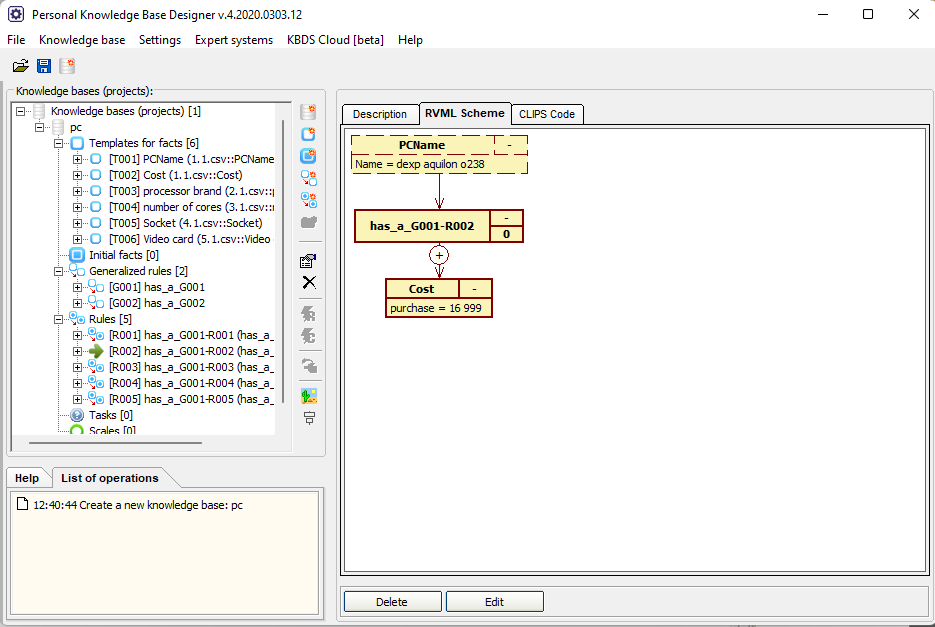 Personal Knowledge Base Designer v.4.2020.0303.12
File Knowledge base Settings Expert systems KBDS Cloud [beta] Help
Knowledge bases (projects):
Knowledge bases (projects) [1]
pc
Templates for facts [6]
[T001] PCName (1.1.csv::PCName
[T002] Cost (1.1.csv::Cost)
[T003] processor brand (2.1.csv::
[T004] number of cores (3.1.csv::
[T005] Socket (4.1.csv::Socket)
[T006] Video card (5.1.csv::Video
Initial facts [0]
Generalized rules [2]
[G001] has_a_G001
[G002] has_a_G002
Rules [5]
[R001] has_a_G001-R001 (has_a_
[R002] has_a_G001-R002 (has_a_
[R003] has_a_G001-R003 (has_a_
[R004] has_a_G001-R004 (has_a_
[R005] has_a_G001-R005 (has_a_
Tasks [0]
Scales [0]
Help List of operations
12:40:44 Create a new knowledge base: pc
Description RVML Scheme CLIPS Code
PCName -
Name = dexp aquilon o238
has_a_G001-R002 -
0
+
Cost -
purchase = 16 999
Delete Edit